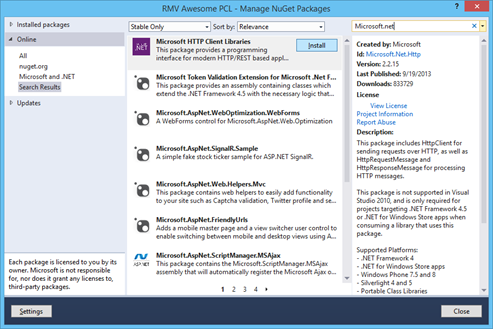 RMV Awesome PCL - Manage NuGet Packages
? ×
Installed packages
Online
All
nuget.org
Microsoft and .NET
Search Results
Updates
Each package is licensed to you by its
owner. Microsoft is not responsible
for, nor does it grant any licenses to,
third-party packages.
Stable Only
Sort by: Relevance
Microsoft HTTP Client Libraries
This package provides a programming
interface for modern HTTP/REST based appl...
Install
Microsoft Token Validation Extension for Microsoft .Net F...
This package provides an assembly containing classes which
extend the .NET Framework 4.5 with the necessary logic that...
Microsoft.AspNet.WebOptimization.WebForms
A WebForms control for Microsoft.AspNet.Web.Optimization.
Microsoft.AspNet.SignalR.Sample
A simple fake stock ticker sample for ASP.NET SignalR.
Microsoft.AspNet.Web.Helpers.Mvc
This package contains web helpers to easily add functionality
to your site such as Captcha validation, Twitter profile and se...
Microsoft.AspNet.FriendlyUrls
Adds a mobile master page and a view switcher user control to
enable switching between mobile and desktop views using A...
ASP.NET
Microsoft.AspNet.ScriptManager.MSAjax
This package contains the Microsoft.ScriptManager.MSAjax
assembly that will automatically register the Microsoft Ajax o...
1 2 3 4
Microsoft.net
Created by: Microsoft
Id: Microsoft.Net.Http
Version: 2.2.15
Last Published: 9/19/2013
Downloads: 833729
License
View License
Project Information
Report Abuse
Description:
This package includes HttpClient for
sending requests over HTTP, as well as
HttpRequestMessage and
HttpResponseMessage for processing
HTTP messages.
This package is not supported in Visual
Studio 2010, and is only required for
projects targeting .NET Framework 4.5
or .NET for Windows Store apps when
consuming a library that uses this
package.
Supported Platforms:
- .NET Framework 4
- .NET for Windows Store apps
- Windows Phone 7.5 and 8
- Silverlight 4 and 5
- Portable Class Libraries
Settings
Close